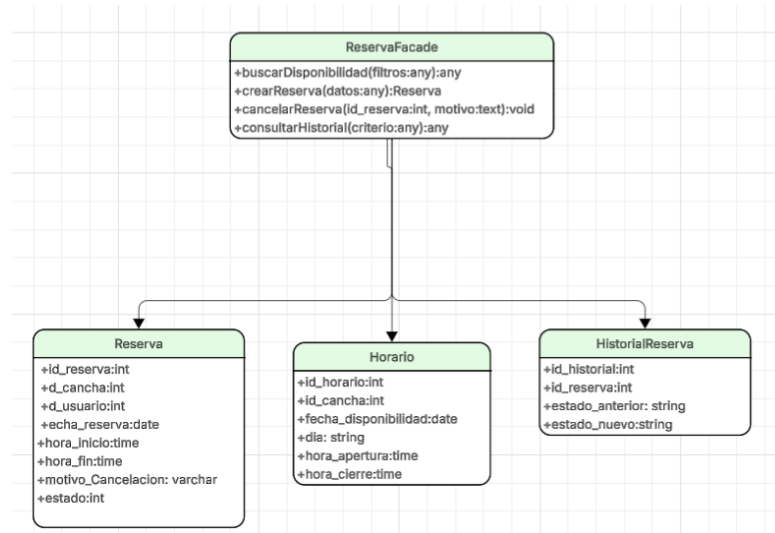 ReservaFacade
+buscarDisponibilidad(filtros:any):any
+crearReserva(datos:any):Reserva
+cancelarReserva(id_reserva:int, motivo:text):void
+consultarHistorial(criterio:any):any
Reserva
+id_reserva:int
+d_cancha:int
+d_usuario:int
+echa_reserva:date
+hora_inicio:time
+hora_fin:time
+motivo_Cancelacion: varchar
+estado:int
Horario
+id_horario:int
+id_cancha:int
+fecha_disponibilidad:date
+dia: string
+hora_apertura:time
+hora_cierre:time
HistorialReserva
+id_historial:int
+id_reserva:int
+estado_anterior: string
+estado_nuevo:string